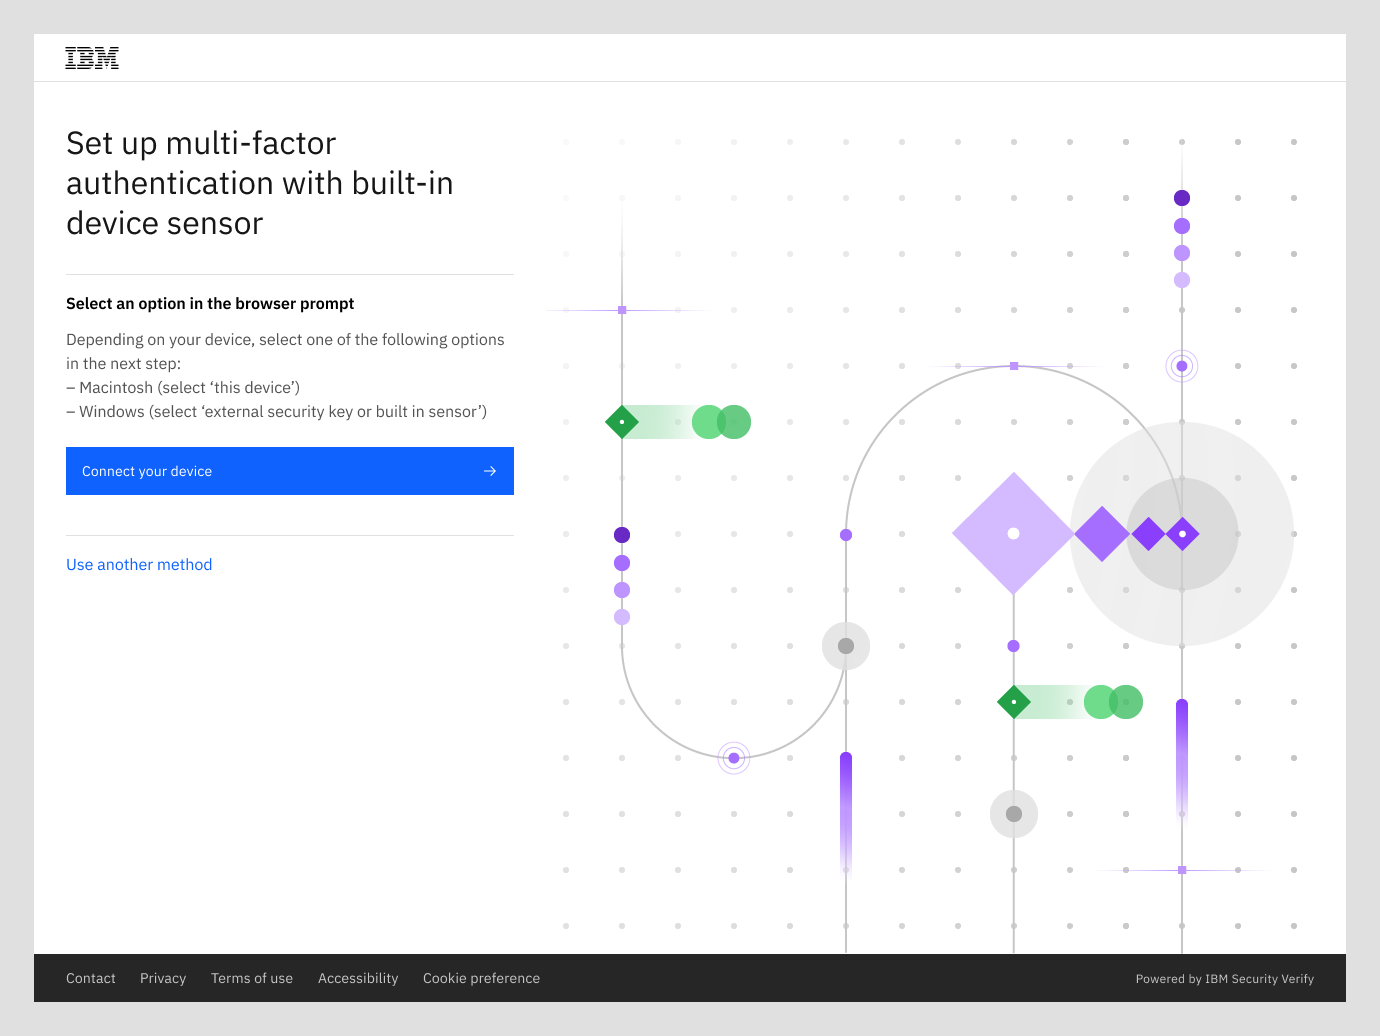 IBM
Set up multi-factor
authentication with built-in
device sensor
Select an option in the browser prompt
Depending on your device, select one of the following options
in the next step:
– Macintosh (select ‘this device’)
– Windows (select ‘external security key or built in sensor’)
Connect your device
Use another method
Contact Privacy Terms of use Accessibility Cookie preference
Powered by IBM Security Verify